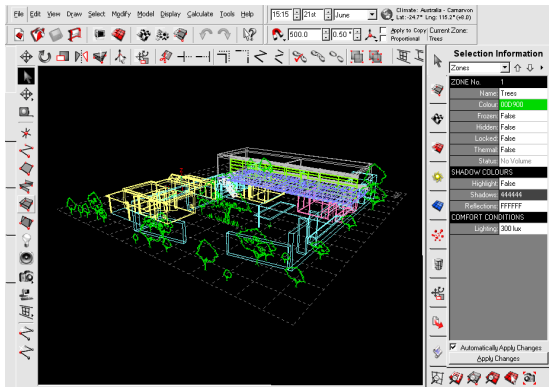 File Edit View Draw Select Modify Model Display Calculate Tools Help
15:15 21st June
Climate: Australia - Carnarvon
Lat: -24.7° Lng: 115.2° (+8.0)
500.0 0.50 °
Apply to Copy
Proportional
Current Zone:
Trees
Selection Information
Zones
ZONE No. 1
Name: Trees
Colour: 00D900
Frozen: False
Hidden: False
Locked: False
Thermal: False
Status: No Volume
SHADOW COLOURS
Highlight: False
Shadows: 444444
Reflections: FFFFFF
COMFORT CONDITIONS
Lighting: 300 lux
Automatically Apply Changes
Apply Changes